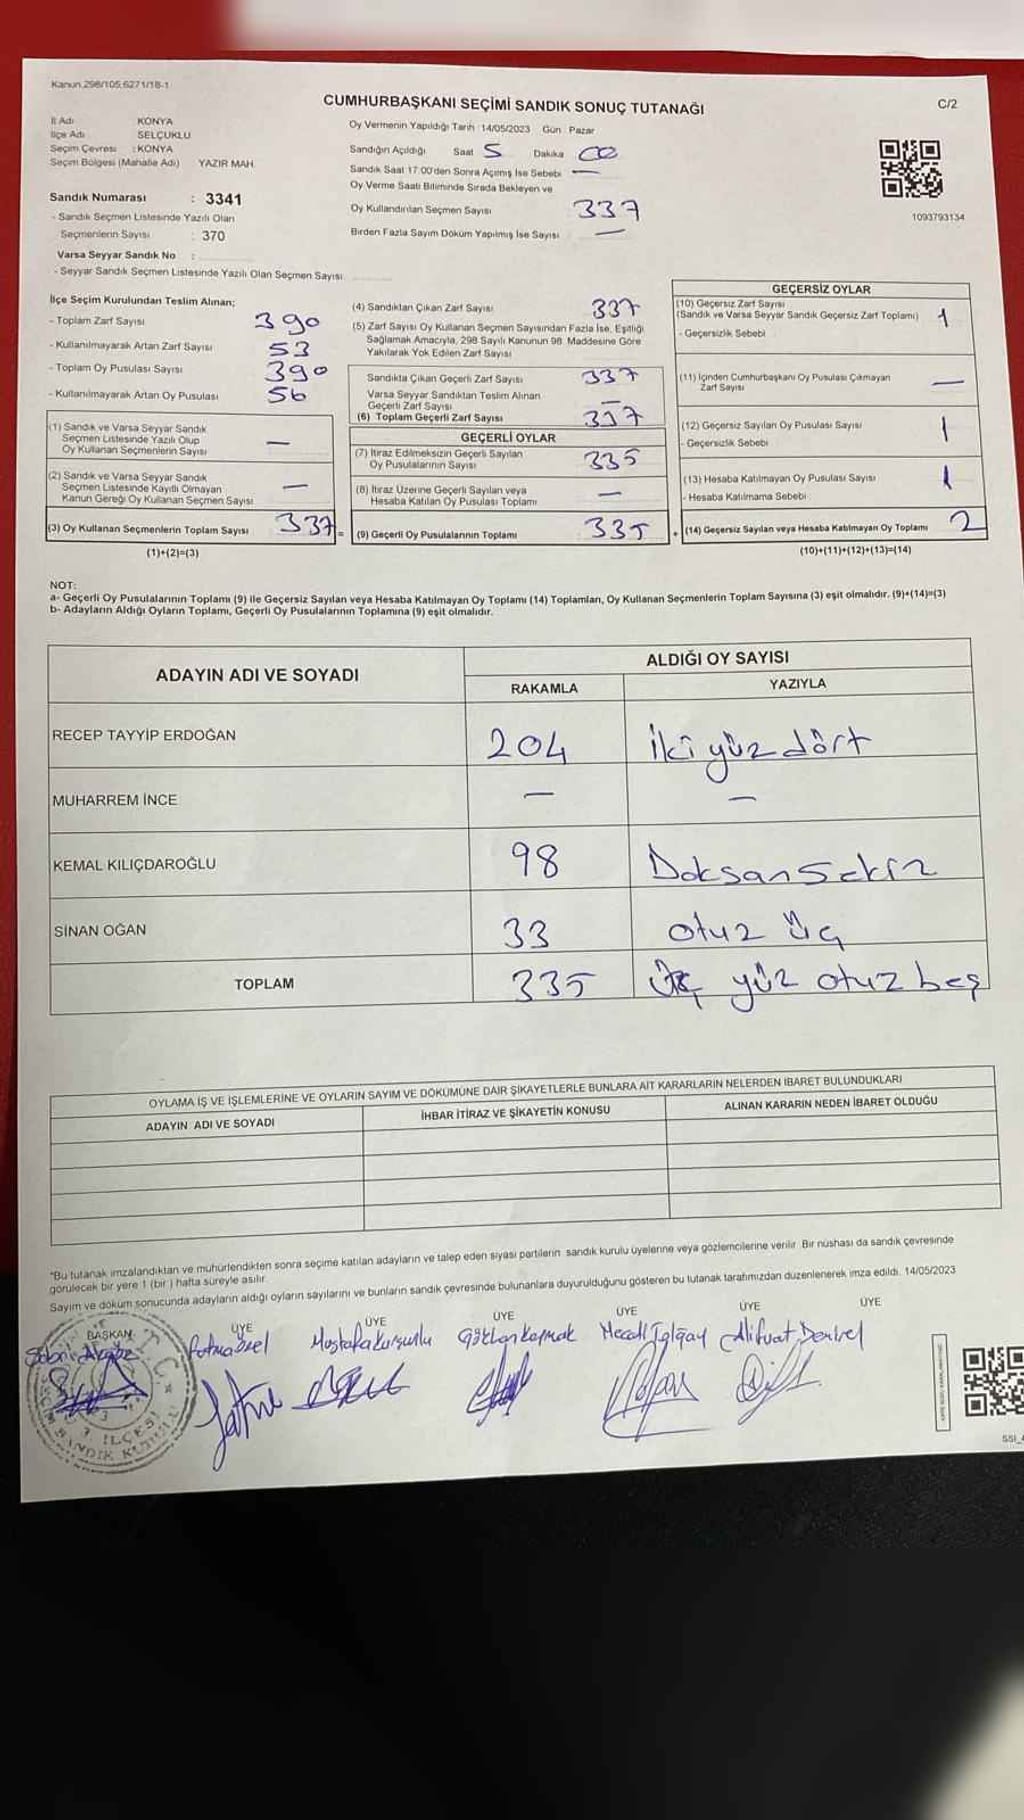 Kanun 298/105,6271/18-1
CUMHURBAŞKANI SEÇİMİ SANDIK SONUÇ TUTANAĞI
C/2
İl Adı KONYA
İlçe Adı SELÇUKLU
Seçim Çevresi : KONYA
Seçim Bölgesi (Mahalle Adı) YAZIR MAH.
Sandık Numarası : 3341
- Sandık Seçmen Listesinde Yazılı Olan
Seçmenlerin Sayısı : 370
Varsa Seyyar Sandık No :
- Seyyar Sandık Seçmen Listesinde Yazılı Olan Seçmen Sayısı
Oy Vermenin Yapıldığı Tarih : 14/05/2023 Gün : Pazar
Sandığın Açıldığı Saat 5 Dakika 00
Sandık Saat 17:00'den Sonra Açılmış İse Sebebi —
Oy Verme Saati Bitiminde Sırada Bekleyen ve
Oy Kullandırılan Seçmen Sayısı 337
Birden Fazla Sayım Döküm Yapılmış İse Sayısı —
1093793134
İlçe Seçim Kurulundan Teslim Alınan;
- Toplam Zarf Sayısı 390
- Kullanılmayarak Artan Zarf Sayısı 53
- Toplam Oy Pusulası Sayısı 390
- Kullanılmayarak Artan Oy Pusulası 56
(1) Sandık ve Varsa Seyyar Sandık
Seçmen Listesinde Yazılı Olup
Oy Kullanan Seçmenlerin Sayısı —
(2) Sandık ve Varsa Seyyar Sandık
Seçmen Listesinde Kayıtlı Olmayan
Kanun Gereği Oy Kullanan Seçmen Sayısı —
(3) Oy Kullanan Seçmenlerin Toplam Sayısı 337 =
(1)+(2)=(3)
(4) Sandıktan Çıkan Zarf Sayısı 337
(5) Zarf Sayısı Oy Kullanan Seçmen Sayısından Fazla İse, Eşitliği
Sağlamak Amacıyla, 298 Sayılı Kanunun 98. Maddesine Göre
Yakılarak Yok Edilen Zarf Sayısı
Sandıkta Çıkan Geçerli Zarf Sayısı 337
Varsa Seyyar Sandıktan Teslim Alınan
Geçerli Zarf Sayısı —
(6) Toplam Geçerli Zarf Sayısı 337
GEÇERLİ OYLAR
(7) İtiraz Edilmeksizin Geçerli Sayılan
Oy Pusulalarının Sayısı 335
(8) İtiraz Üzerine Geçerli Sayılan veya
Hesaba Katılan Oy Pusulası Toplamı —
(9) Geçerli Oy Pusulalarının Toplamı 335 +
GEÇERSİZ OYLAR
(10) Geçersiz Zarf Sayısı
(Sandık ve Varsa Seyyar Sandık Geçersiz Zarf Toplamı) 1
- Geçersizlik Sebebi
(11) İçinden Cumhurbaşkanı Oy Pusulası Çıkmayan
Zarf Sayısı —
(12) Geçersiz Sayılan Oy Pusulası Sayısı 1
- Geçersizlik Sebebi
(13) Hesaba Katılmayan Oy Pusulası Sayısı 1
- Hesaba Katılmama Sebebi
(14) Geçersiz Sayılan veya Hesaba Katılmayan Oy Toplamı 2
(10)+(11)+(12)+(13)=(14)
NOT:
a- Geçerli Oy Pusulalarının Toplamı (9) ile Geçersiz Sayılan veya Hesaba Katılmayan Oy Toplamı (14) Toplamları, Oy Kullanan Seçmenlerin Toplam Sayısına (3) eşit olmalıdır. (9)+(14)=(3)
b- Adayların Aldığı Oyların Toplamı, Geçerli Oy Pusulalarının Toplamına (9) eşit olmalıdır.
ADAYIN ADI VE SOYADI
ALDIĞI OY SAYISI
RAKAMLA YAZIYLA
RECEP TAYYİP ERDOĞAN 204 İki yüz dört
MUHARREM İNCE — —
KEMAL KILIÇDAROĞLU 98 Doksan Sekiz
SİNAN OĞAN 33 otuz üç
TOPLAM 335 Üç yüz otuz beş
OYLAMA İŞ VE İŞLEMLERİNE VE OYLARIN SAYIM VE DÖKÜMÜNE DAİR ŞİKAYETLERLE BUNLARA AİT KARARLARIN NELERDEN İBARET BULUNDUKLARI
ADAYIN ADI VE SOYADI İHBAR İTİRAZ VE ŞİKAYETİN KONUSU ALINAN KARARIN NEDEN İBARET OLDUĞU
*Bu tutanak imzalandıktan ve mühürlendikten sonra seçime katılan adayların ve talep eden siyasi partilerin sandık kurulu üyelerine veya gözlemcilerine verilir. Bir nüshası da sandık çevresinde
görülecek bir yere 1 (bir) hafta süreyle asılır.
Sayım ve döküm sonucunda adayların aldığı oyların sayılarını ve bunların sandık çevresinde bulunanlara duyurulduğunu gösteren bu tutanak tarafımızdan düzenlenerek imza edildi. 14/05/2023
BAŞKAN ÜYE ÜYE ÜYE ÜYE ÜYE ÜYE
Fatma Özel Mustafa Kurşunlu Gökhan Kaymak Alifuat Demirel
T.C.
İLÇE SEÇ
SANDIK KURULU